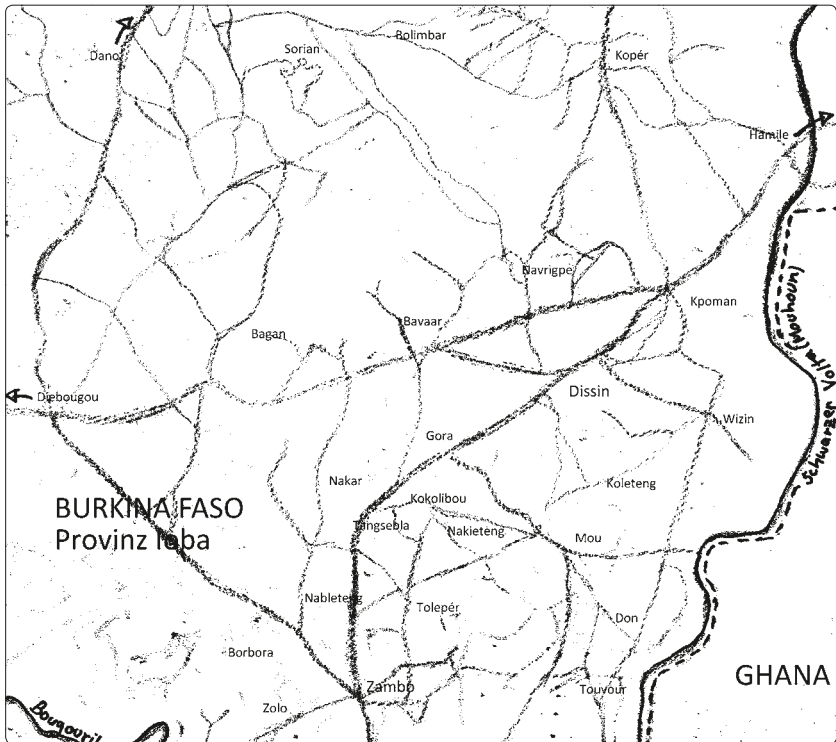 Dano
Sorian
Bolimbar
Kopér
Hamile
Navrigpe
Kpoman
Bavaar
Bagan
Diebougou
Dissin
Wizin
Schwarzer Volta (Mouhoun)
Gora
Nakar
Koleteng
Kokolibou
BURKINA FASO
Provinz Ioba
Tangsebla
Nakieteng
Mou
Nableteng
Tolepér
Don
Borbora
GHANA
Zambo
Touvour
Zolo
Bougouri